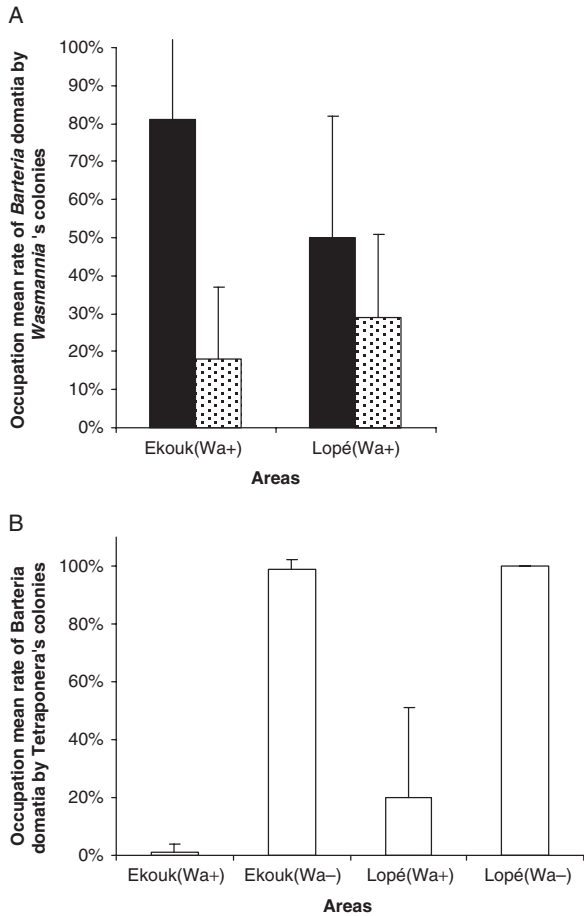 A
Occupation mean rate of Barteria domatia by
Wasmannia 's colonies
100%
90%
80%
70%
60%
50%
40%
30%
20%
10%
0%
Ekouk(Wa+)
Lopé(Wa+)
Areas
B
Occupation mean rate of Barteria
domatia by Tetraponera's colonies
100%
80%
60%
40%
20%
0%
Ekouk(Wa+)
Ekouk(Wa–)
Lopé(Wa+)
Lopé(Wa–)
Areas